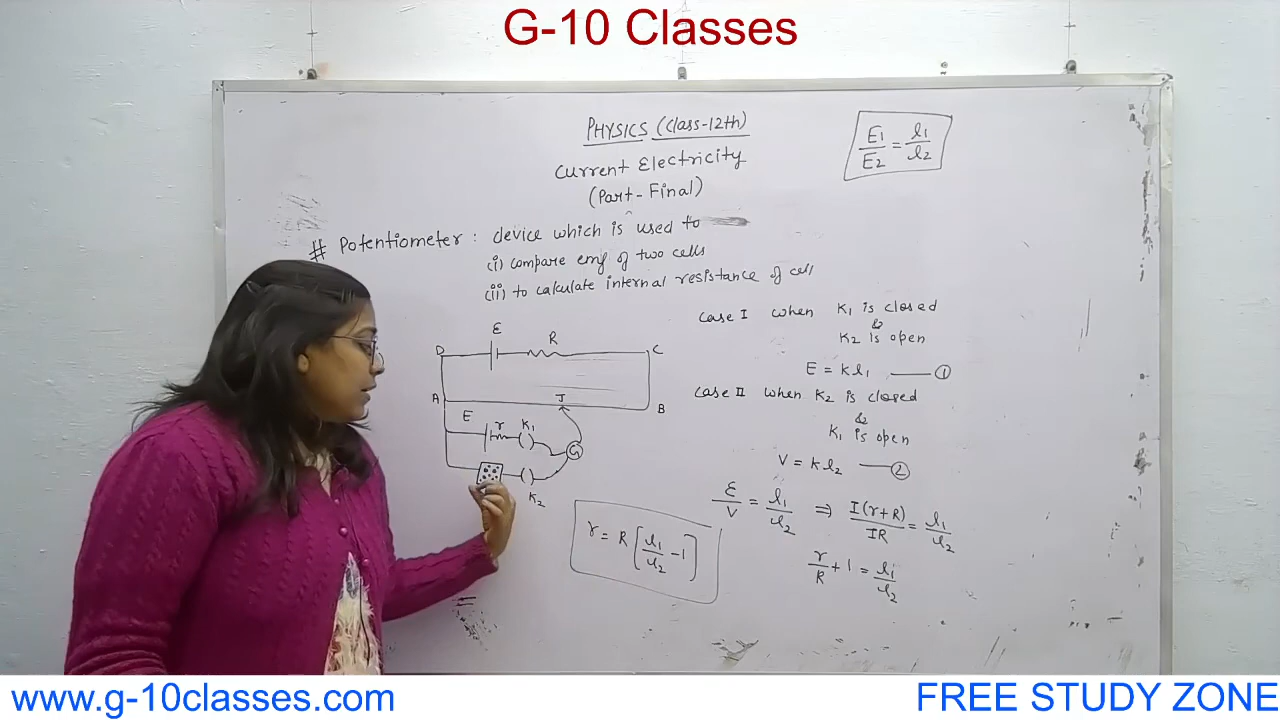 G-10 Classes
PHYSICS (Class-12th)
Current Electricity
(Part-Final)
E1/E2 = l1/l2
# Potentiometer : device which is used to
(i) compare emf of two cells
(ii) to calculate internal resistance of cell
E
R
D
C
A
J
B
E
r
K1
G
K2
r = R [l1/l2 - 1]
Case I when K1 is closed
&
K2 is open
E = Kl1 —— ①
Case II when K2 is closed
&
K1 is open
V = Kl2 —— ②
E/V = l1/l2 ⇒ I(r+R)/IR = l1/l2
r/R + 1 = l1/l2
www.g-10classes.com
FREE STUDY ZONE